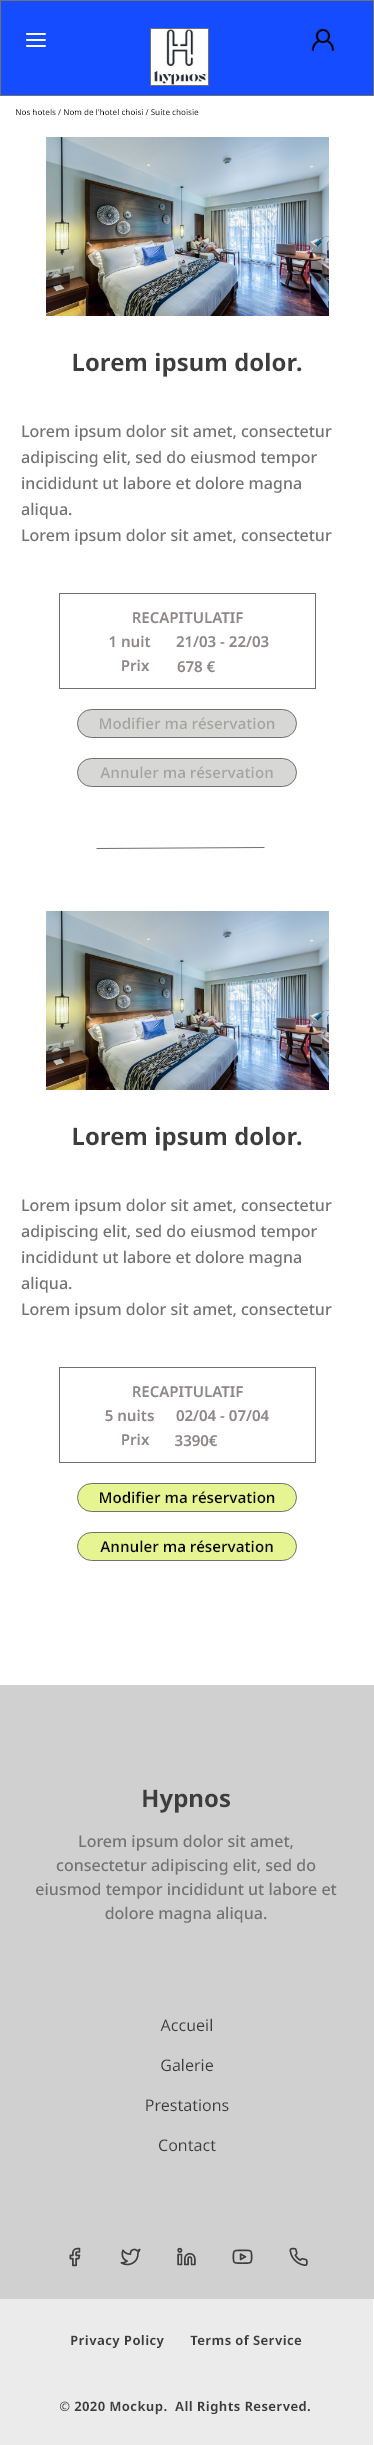 hypnos
Nos hotels / Nom de l'hotel choisi / Suite choisie
Lorem ipsum dolor.
Lorem ipsum dolor sit amet, consectetur
adipiscing elit, sed do eiusmod tempor
incididunt ut labore et dolore magna
aliqua.
Lorem ipsum dolor sit amet, consectetur
RECAPITULATIF
1 nuit 21/03 - 22/03
Prix 678 €
Modifier ma réservation
Annuler ma réservation
Lorem ipsum dolor.
Lorem ipsum dolor sit amet, consectetur
adipiscing elit, sed do eiusmod tempor
incididunt ut labore et dolore magna
aliqua.
Lorem ipsum dolor sit amet, consectetur
RECAPITULATIF
5 nuits 02/04 - 07/04
Prix 3390€
Modifier ma réservation
Annuler ma réservation
Hypnos
Lorem ipsum dolor sit amet,
consectetur adipiscing elit, sed do
eiusmod tempor incididunt ut labore et
dolore magna aliqua.
Accueil
Galerie
Prestations
Contact
Privacy Policy Terms of Service
© 2020 Mockup. All Rights Reserved.